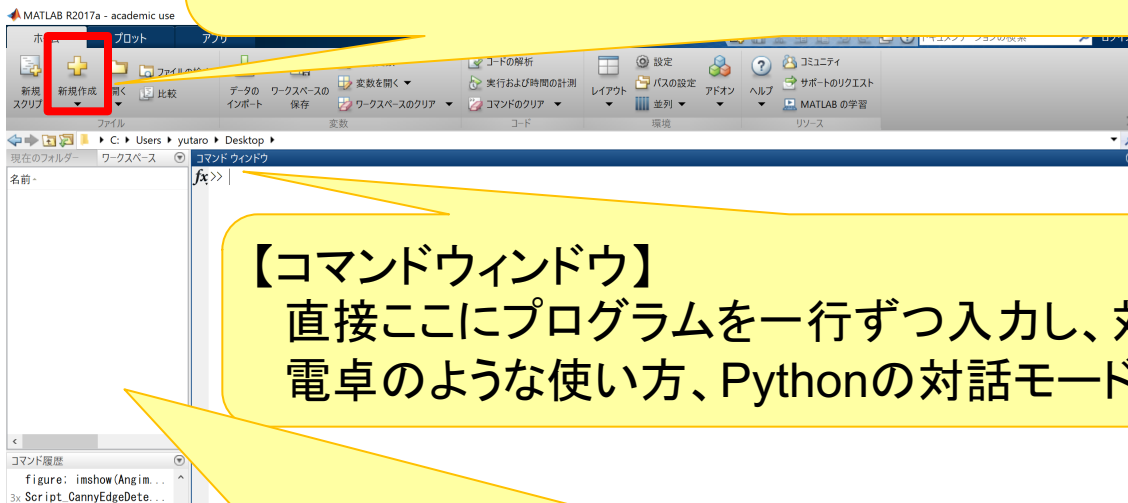 MATLAB R2017a - academic use
プロット
アプリ
コードの解析
設定
コミュニティ
変数を開く
実行および時間の計測
パスの設定
サポートのリクエスト
新規
スクリプ
新規作成
開く
比較
データの
インポート
ワークスペースの
保存
ワークスペースのクリア
コマンドのクリア
レイアウト
並列
アドオン
ヘルプ
MATLAB の学習
ファイル
変数
コード
環境
リソース
C: Users yutaro Desktop
現在のフォルダー ワークスペース
コマンド ウィンドウ
名前
fx >>
【コマンドウィンドウ】
直接ここにプログラムを一行ずつ入力し、
電卓のような使い方、Pythonの対話モード
コマンド履歴
figure; imshow(Angim...
3x Script_CannyEdgeDete...